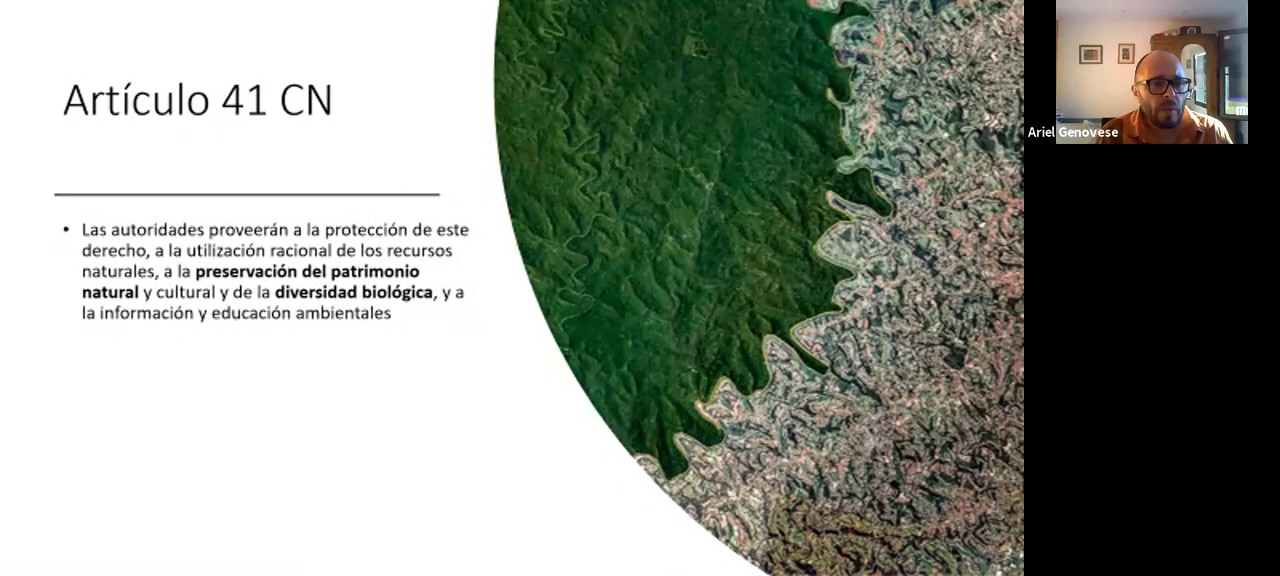 Artículo 41 CN
• Las autoridades proveerán a la protección de este
derecho, a la utilización racional de los recursos
naturales, a la preservación del patrimonio
natural y cultural y de la diversidad biológica, y a
la información y educación ambientales
Ariel Genovese